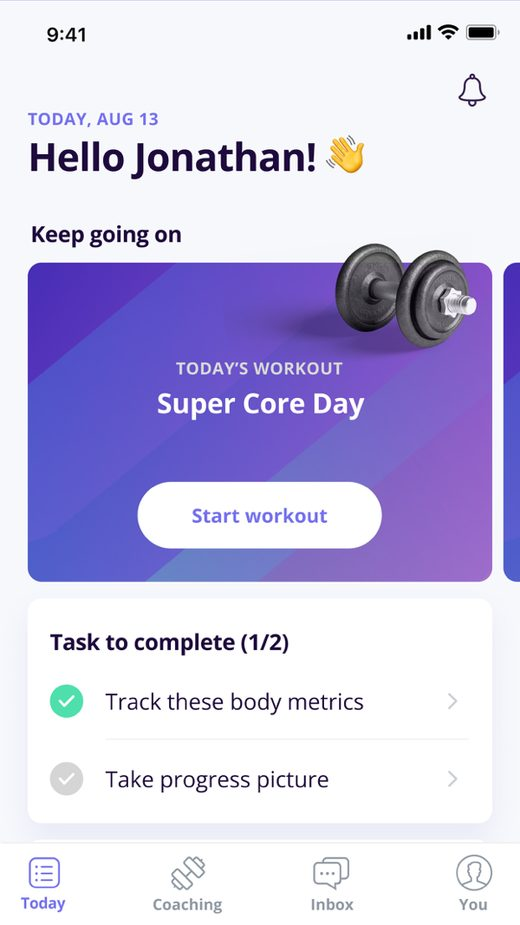 9:41
TODAY, AUG 13
Hello Jonathan! 👋
Keep going on
TODAY’S WORKOUT
Super Core Day
Start workout
Task to complete (1/2)
Track these body metrics
Take progress picture
Today
Coaching
Inbox
You